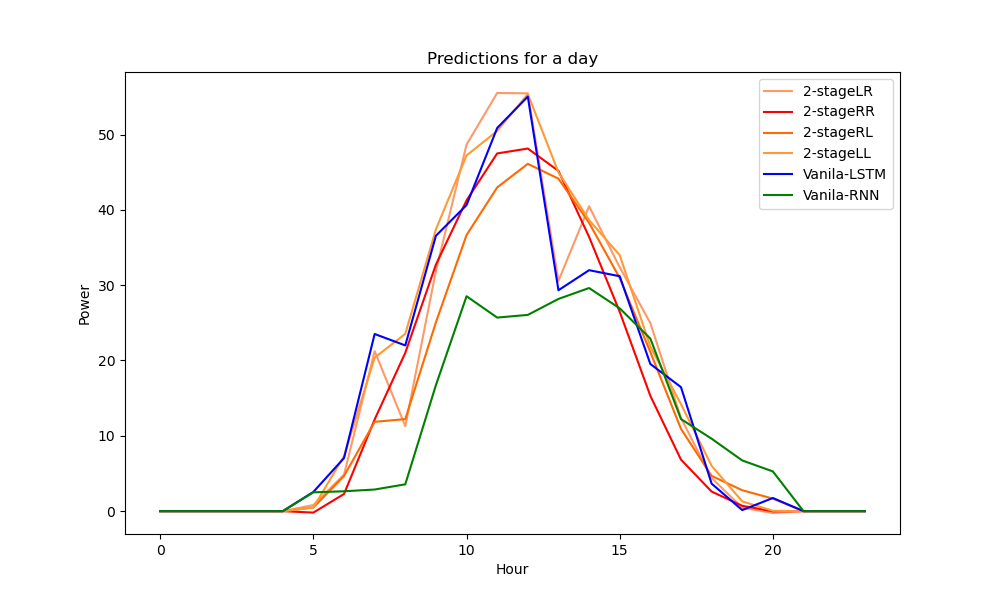 Predictions for a day
2-stageLR
2-stageRR
2-stageRL
2-stageLL
Vanila-LSTM
Vanila-RNN
Power
50
40
30
20
10
0
0 5 10 15 20
Hour